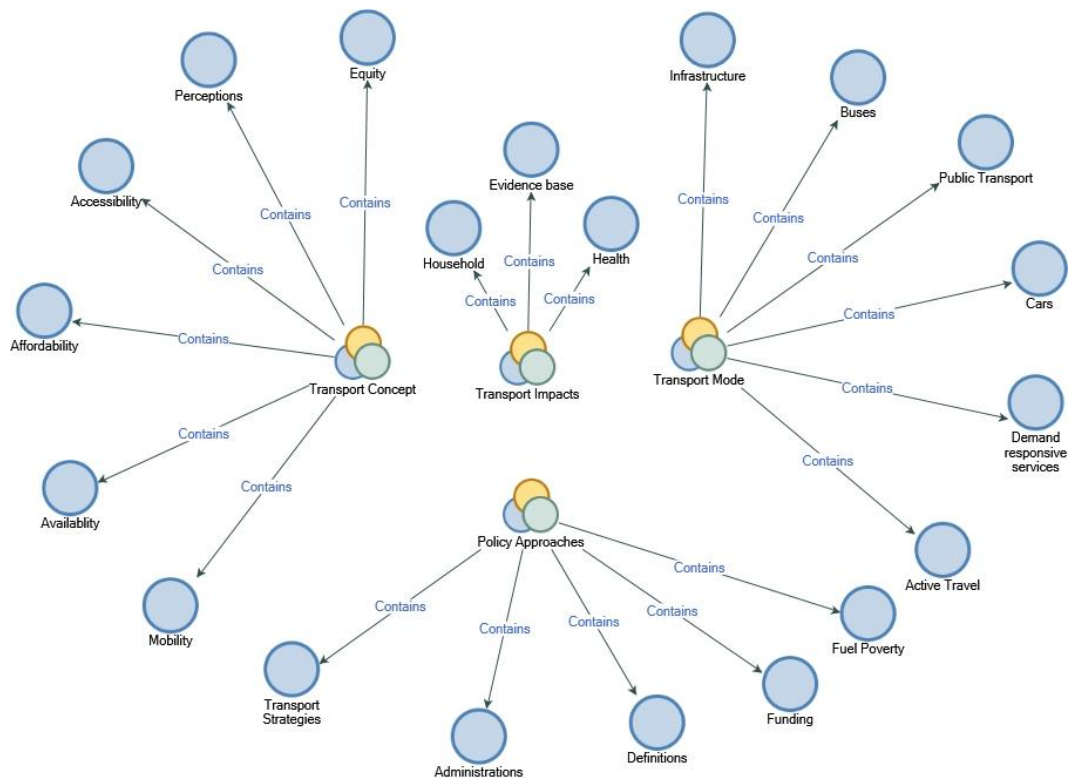 Equity
Perceptions
Infrastructure
Buses
Evidence base
Public Transport
Accessibility
Contains
Contains
Contains
Contains
Health
Household
Contains
Contains
Contains
Contains
Contains
Cars
Contains
Contains
Affordability
Contains
Transport Concept
Transport Impacts
Transport Mode
Contains
Contains
Demand
responsive
services
Contains
Contains
Availablity
Policy Approaches
Contains
Active Travel
Contains
Contains
Contains
Contains
Mobility
Fuel Poverty
Transport
Strategies
Funding
Definitions
Administrations